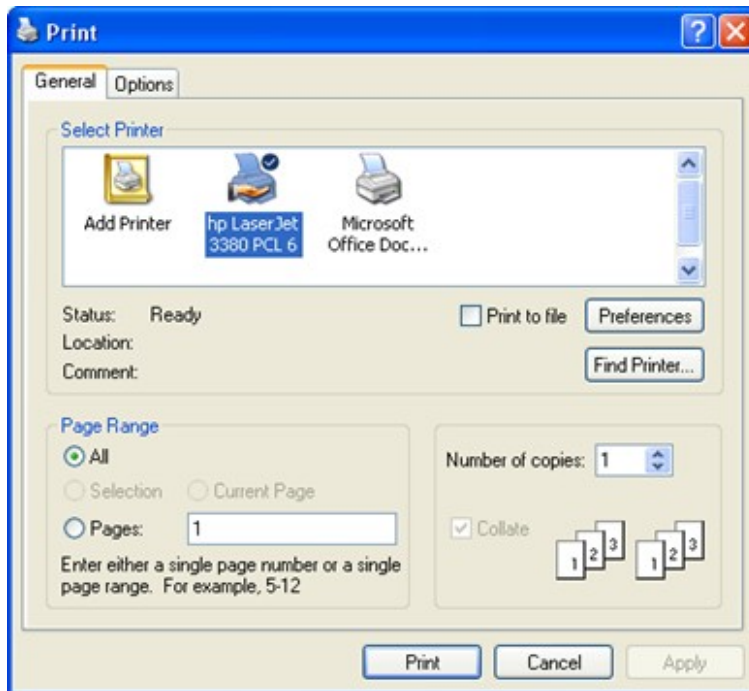 Print
General Options
Select Printer
Add Printer
hp LaserJet
3380 PCL 6
Microsoft
Office Doc...
Status: Ready
Print to file
Preferences
Location:
Comment:
Find Printer...
Page Range
All
Selection
Current Page
Pages: 1
Enter either a single page number or a single
page range. For example, 5-12
Number of copies: 1
Collate
1 2 3 1 2 3
Print
Cancel
Apply